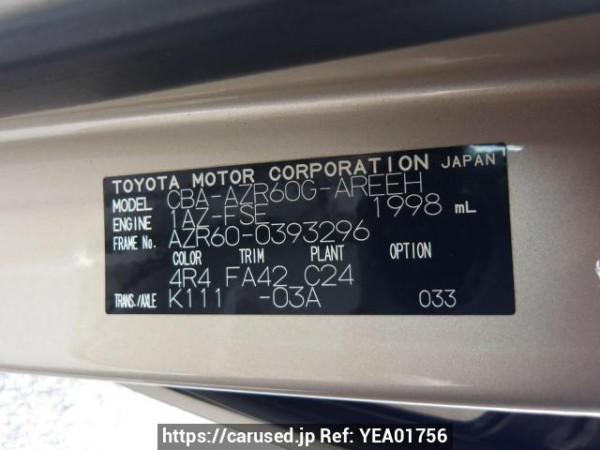 TOYOTA MOTOR CORPORATION JAPAN
MODEL CBA-AZR60G-AREEH
ENGINE 1AZ-FSE 1998 mL
FRAME No. AZR60-0393296
COLOR TRIM PLANT OPTION
4R4 FA42 C24
TRANS./AXLE K111 -03A 033
https://carused.jp Ref: YEA01756